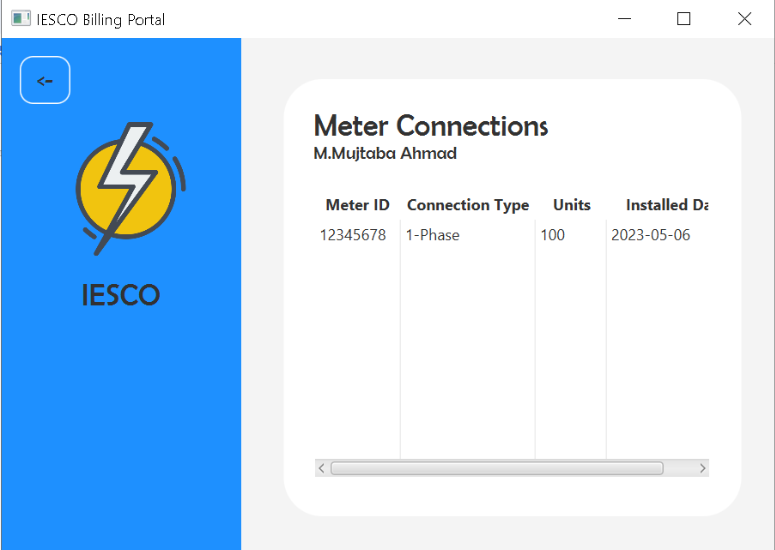 IESCO Billing Portal
<-
IESCO
Meter Connections
M.Mujtaba Ahmad
Meter ID Connection Type Units Installed Da
12345678 1-Phase 100 2023-05-06